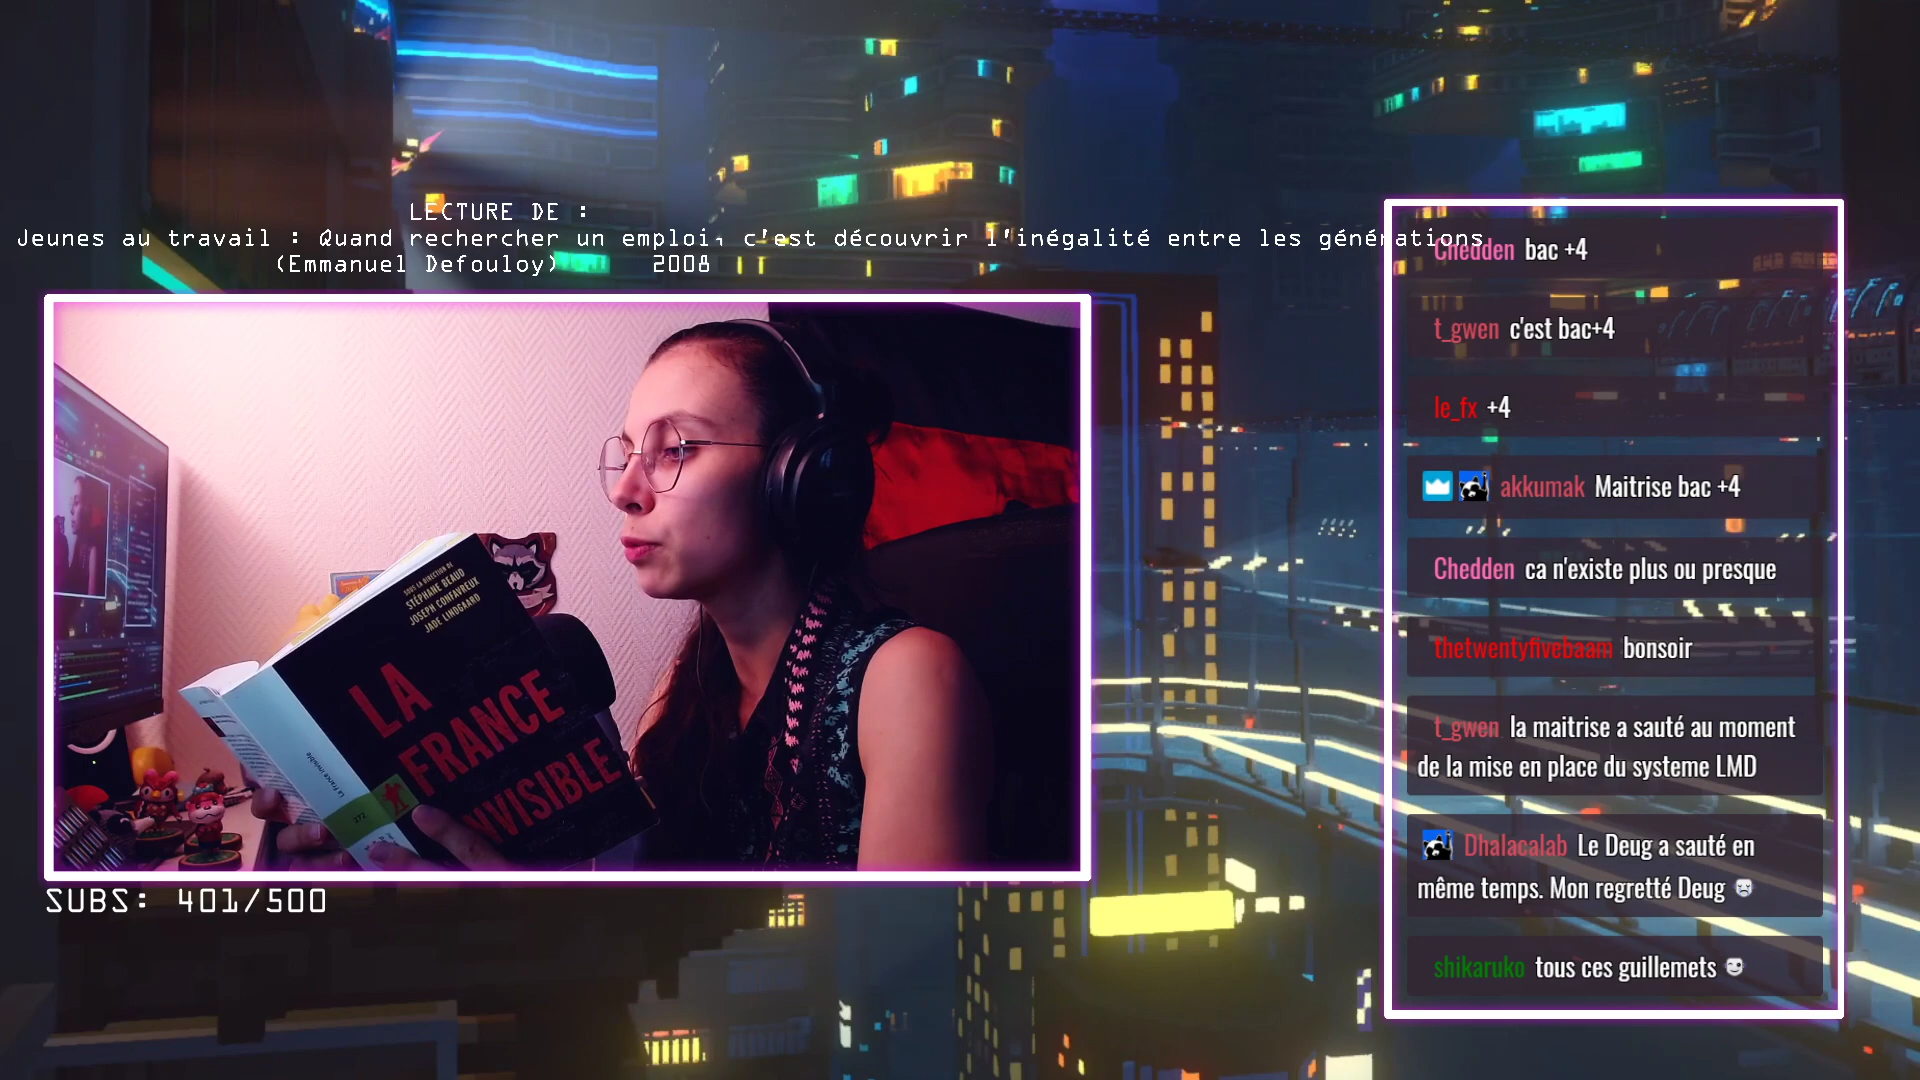 LECTURE DE :
Jeunes au travail : Quand rechercher un emploi, c'est découvrir l'inégalité entre les générations
(Emmanuel Defouloy) 2008
SOUS LA DIRECTION DE
STÉPHANE BEAUD
JOSEPH CONFAVREUX
JADE LINDGAARD
LA
FRANCE
INVISIBLE
La France invisible
272
SUBS: 401/500
Chedden bac +4
t_gwen c'est bac+4
le_fx +4
akkumak Maitrise bac +4
Chedden ca n'existe plus ou presque
thetwentyfivebaam bonsoir
t_gwen la maitrise a sauté au moment
de la mise en place du systeme LMD
Dhalacalab Le Deug a sauté en
même temps. Mon regretté Deug
shikaruko tous ces guillemets